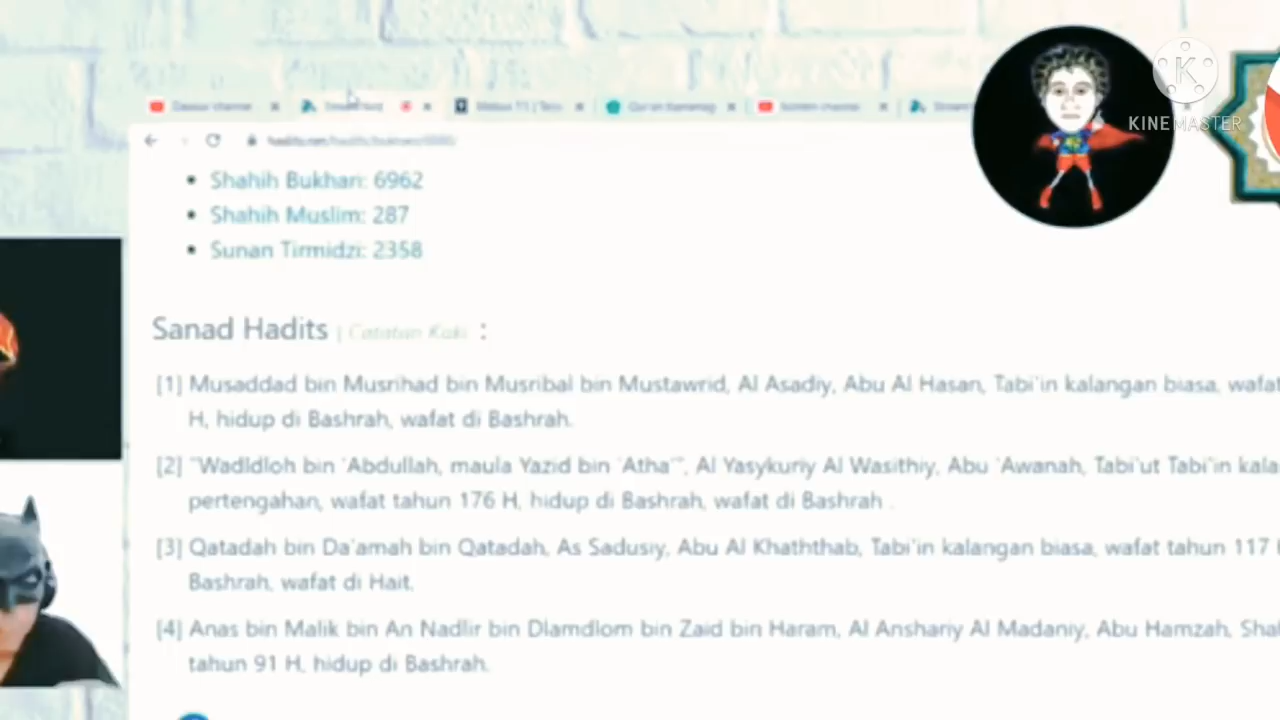 KINEMASTER
Shahih Bukhari: 6962
Shahih Muslim: 287
Sunan Tirmidzi: 2358
Sanad Hadits | Catatan Kaki :
[1] Musaddad bin Musrihad bin Musribal bin Mustawrid, Al Asadiy, Abu Al Hasan, Tabi'in kalangan biasa, wafat
H, hidup di Bashrah, wafat di Bashrah.
[2] "Wadldloh bin 'Abdullah, maula Yazid bin 'Atha'", Al Yasykuriy Al Wasithiy, Abu 'Awanah, Tabi'ut Tabi'in kala
pertengahan, wafat tahun 176 H, hidup di Bashrah, wafat di Bashrah .
[3] Qatadah bin Da'amah bin Qatadah, As Sadusiy, Abu Al Khaththab, Tabi'in kalangan biasa, wafat tahun 117
Bashrah, wafat di Hait.
[4] Anas bin Malik bin An Nadlir bin Dlamdlom bin Zaid bin Haram, Al Anshariy Al Madaniy, Abu Hamzah, Sha
tahun 91 H, hidup di Bashrah.